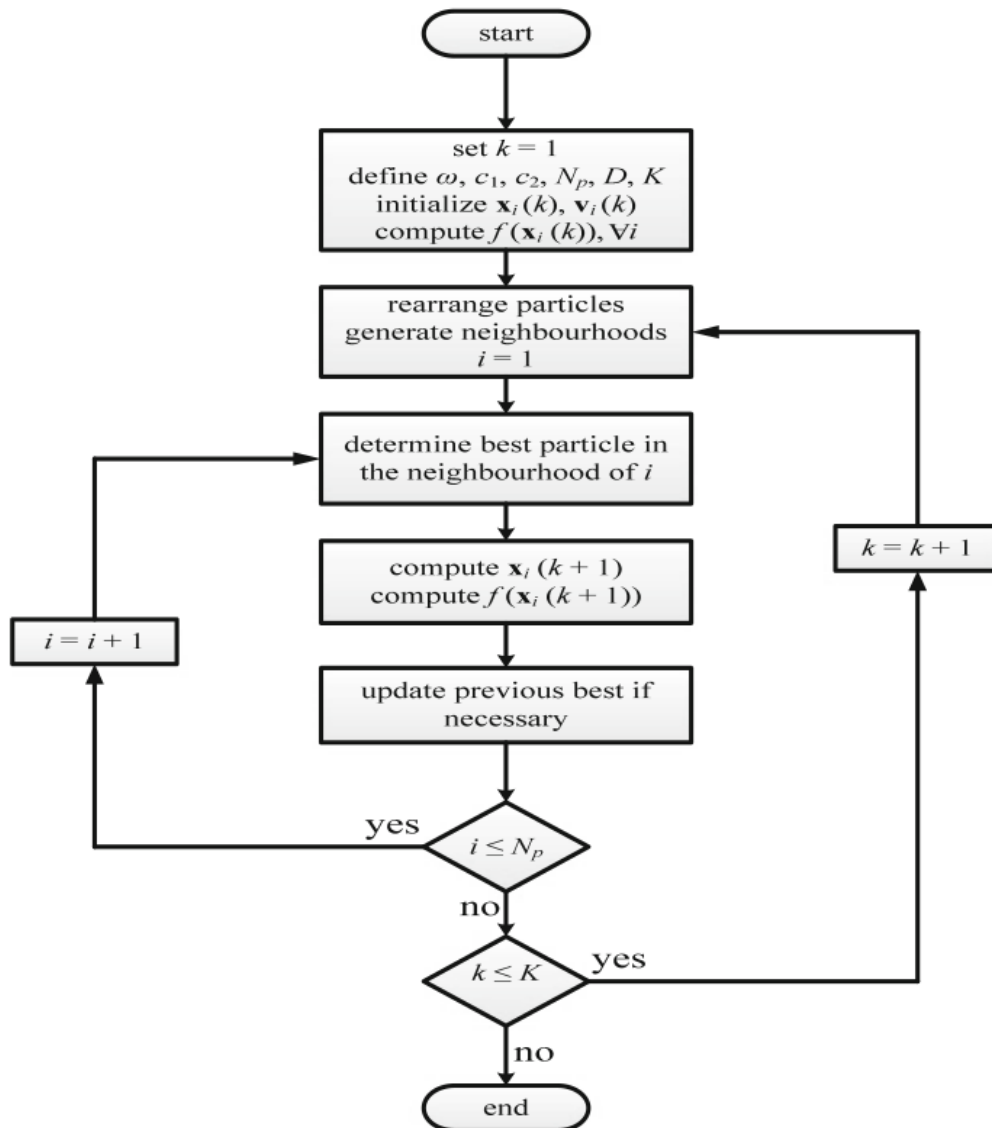 start
set k = 1
define ω, c₁, c₂, Nₚ, D, K
initialize xᵢ(k), vᵢ(k)
compute f(xᵢ(k)), ∀i
rearrange particles
generate neighbourhoods
i = 1
determine best particle in
the neighbourhood of i
k = k + 1
compute xᵢ(k + 1)
compute f(xᵢ(k + 1))
i = i + 1
update previous best if
necessary
yes
i ≤ Nₚ
no
k ≤ K
yes
no
end